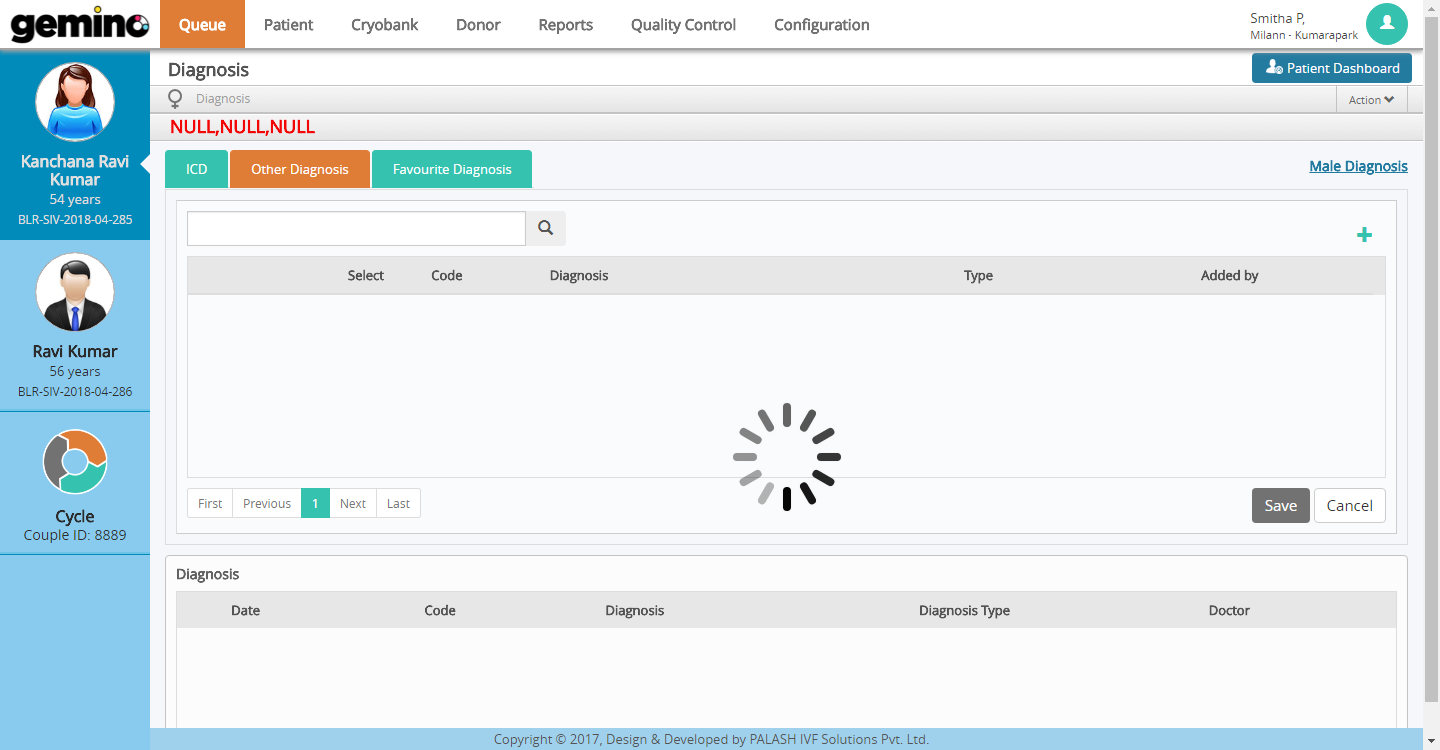 gemino
Queue
Patient
Cryobank
Donor
Reports
Quality Control
Configuration
Smitha P,
Milann - Kumarapark
Kanchana Ravi
Kumar
54 years
BLR-SIV-2018-04-285
Ravi Kumar
56 years
BLR-SIV-2018-04-286
Cycle
Couple ID: 8889
Diagnosis
Patient Dashboard
Diagnosis
Action
NULL,NULL,NULL
ICD
Other Diagnosis
Favourite Diagnosis
Male Diagnosis
Select
Code
Diagnosis
Type
Added by
First
Previous
1
Next
Last
Save
Cancel
Diagnosis
Date
Code
Diagnosis
Diagnosis Type
Doctor
Copyright © 2017, Design & Developed by PALASH IVF Solutions Pvt. Ltd.